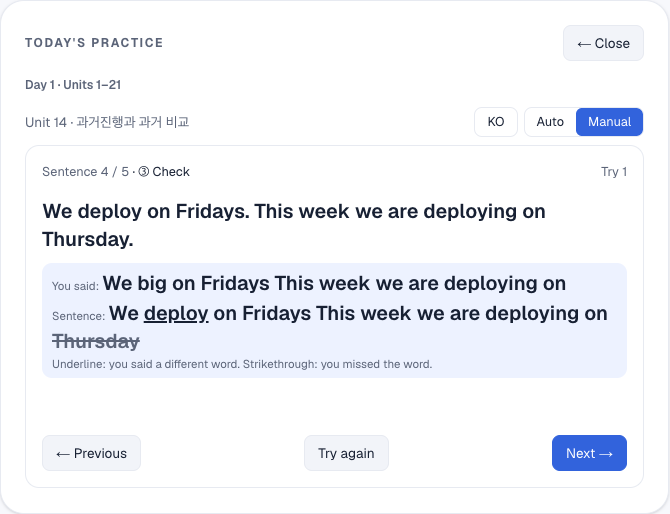 TODAY'S PRACTICE
← Close
Day 1 · Units 1–21
Unit 14 · 과거진행과 과거 비교
KO
Auto
Manual
Sentence 4 / 5 · ③ Check
Try 1
We deploy on Fridays. This week we are deploying on
Thursday.
You said: We big on Fridays This week we are deploying on
Sentence: We deploy on Fridays This week we are deploying on
Thursday
Underline: you said a different word. Strikethrough: you missed the word.
← Previous
Try again
Next →